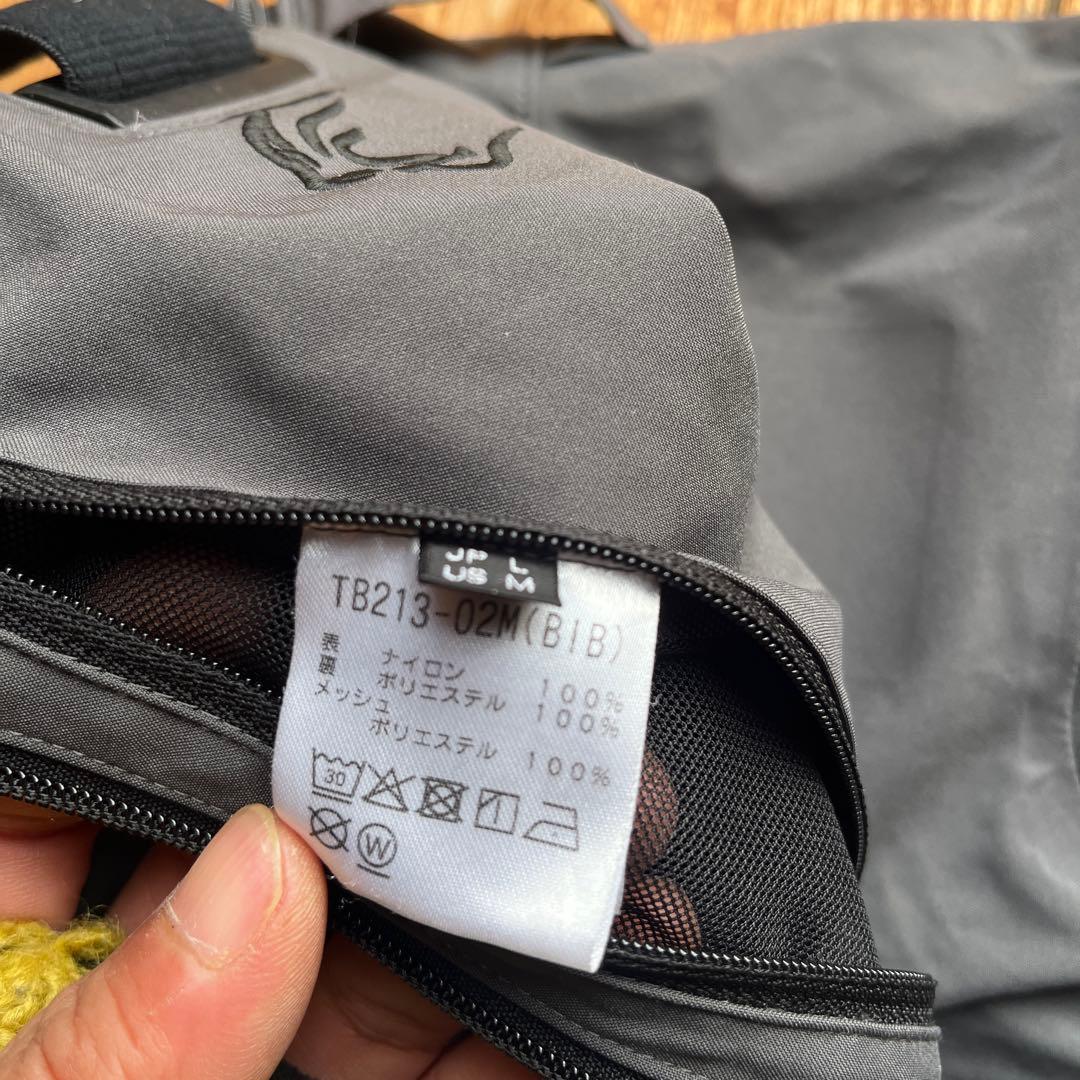 JP L
US M
TB213-02M(BIB)
表 ナイロン 100%
裏 ポリエステル 100%
メッシュ
ポリエステル 100%
30
W